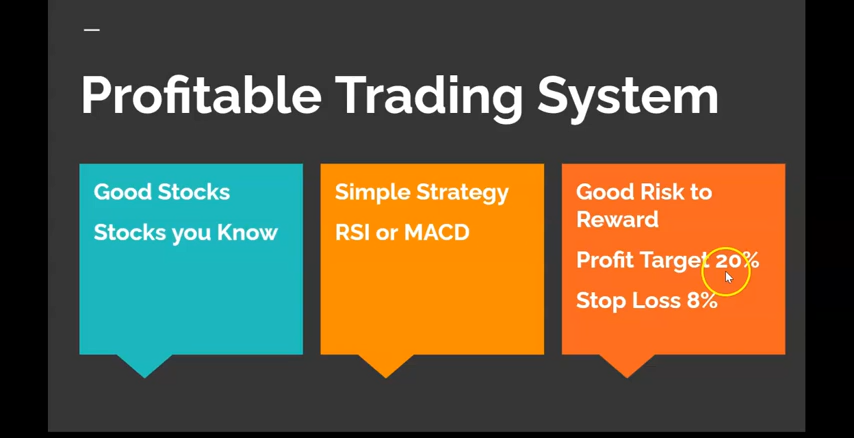 Profitable Trading System
Good Stocks
Stocks you Know
Simple Strategy
RSI or MACD
Good Risk to
Reward
Profit Target 20%
Stop Loss 8%